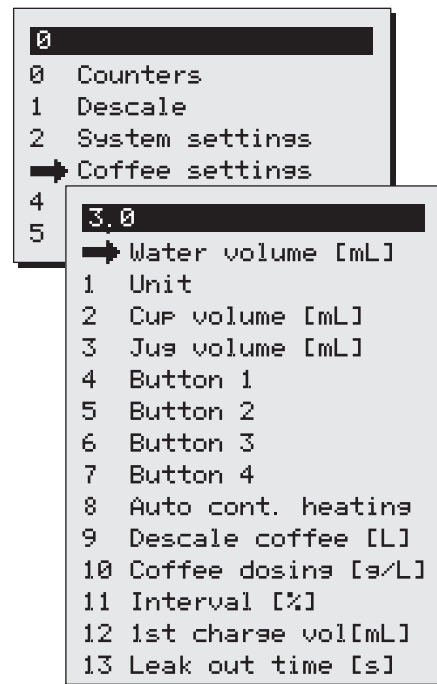 0
0 Counters
1 Descale
2 System settings
Coffee settings
4
5
3.0
Water volume [mL]
1 Unit
2 Cup volume [mL]
3 Jug volume [mL]
4 Button 1
5 Button 2
6 Button 3
7 Button 4
8 Auto cont. heating
9 Descale coffee [L]
10 Coffee dosing [g/L]
11 Interval [%]
12 1st charge vol[mL]
13 Leak out time [s]